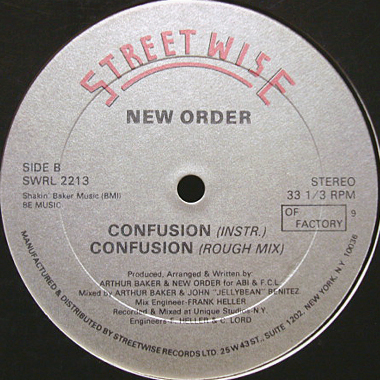 STREETWISE
NEW ORDER
SIDE B
SWRL 2213
Shakin' Baker Music (BMI)
BE MUSIC
STEREO
33 1/3 RPM
OF
FACTORY
9
CONFUSION (INSTR.)
CONFUSION (ROUGH MIX)
Produced, Arranged & Written by
ARTHUR BAKER & NEW ORDER for ABI & F.C.L.
Mixed by ARTHUR BAKER & JOHN "JELLYBEAN" BENITEZ
Mix Engineer-FRANK HELLER
Recorded & Mixed at Unique Studios-N.Y.
Engineers-F. HELLER & C. LORD
MANUFACTURED & DISTRIBUTED BY STREETWISE RECORDS LTD. 25 W 43 ST., SUITE 1202, NEW YORK, N.Y. 10036